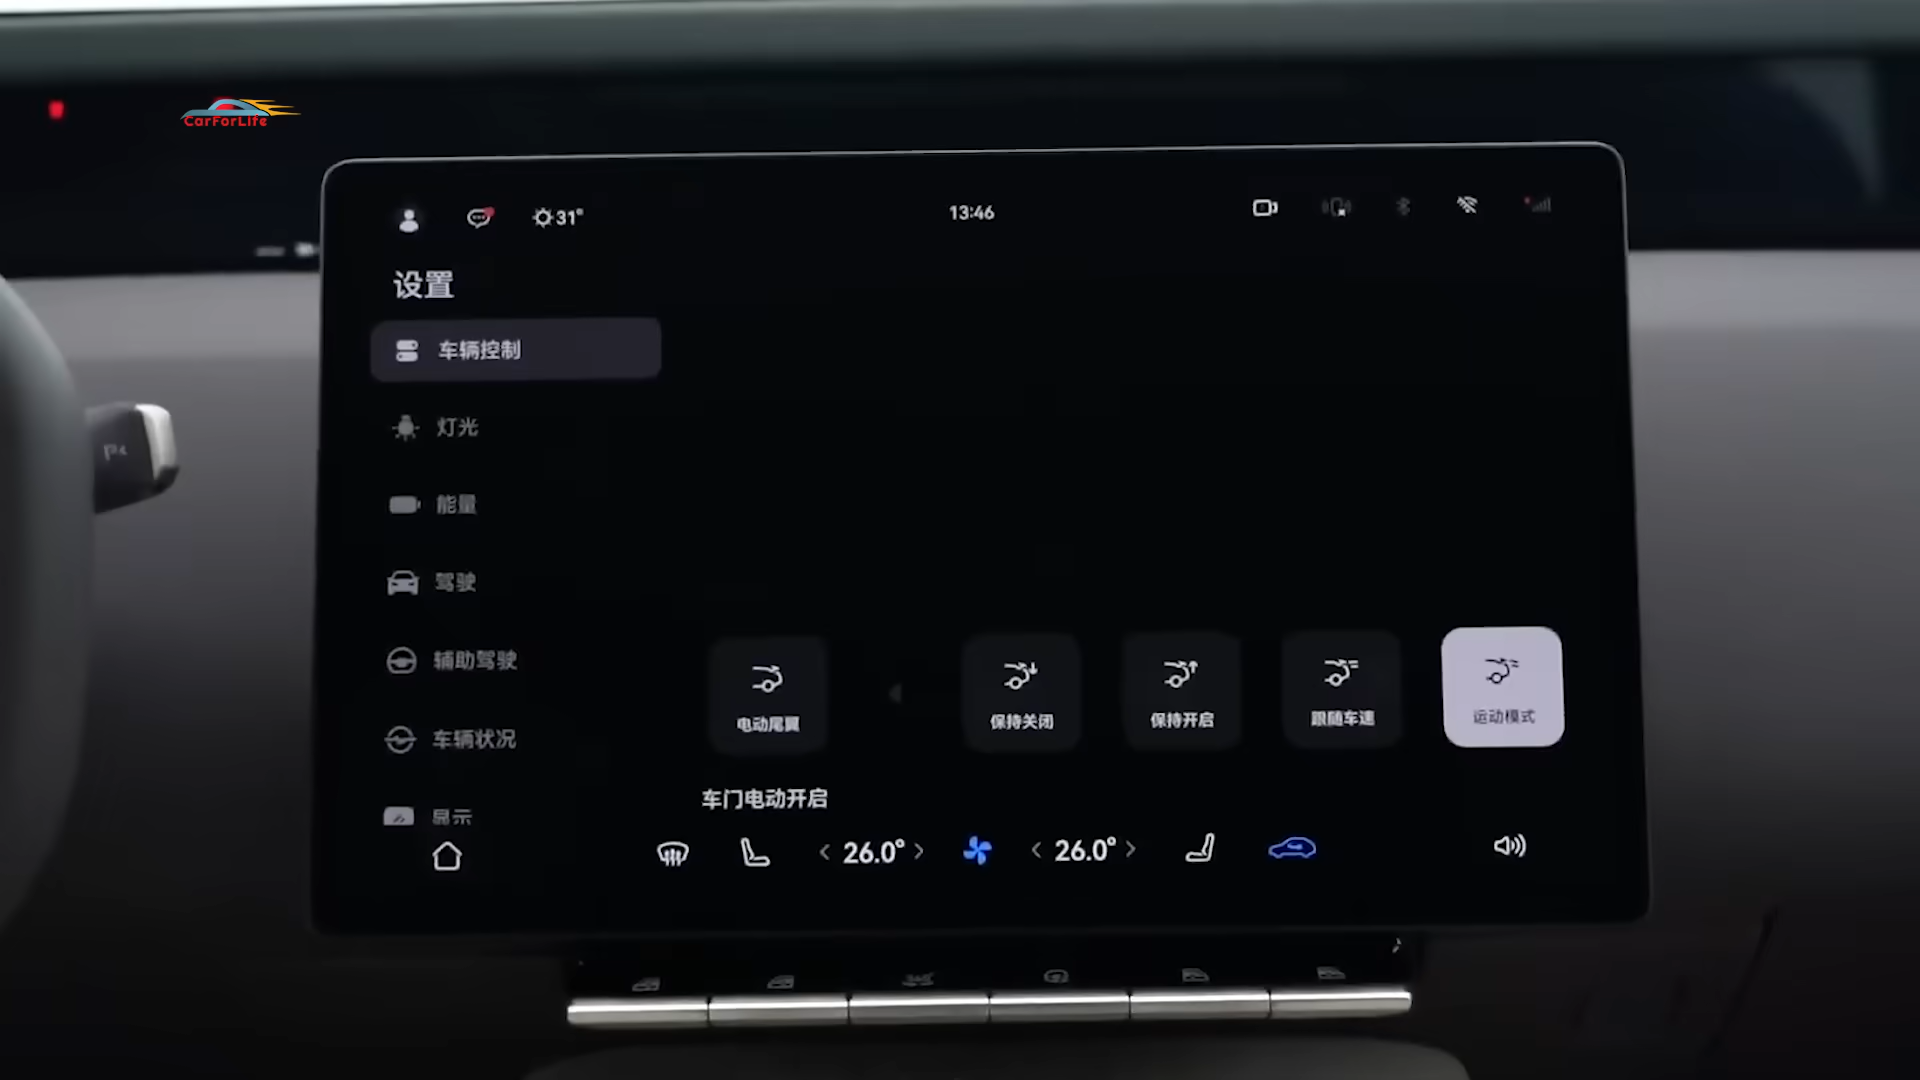 CarForLife
31°
13:46
设置
车辆控制
灯光
能量
驾驶
辅助驾驶
车辆状况
显示
电动尾翼
保持关闭
保持开启
跟随车速
运动模式
车门电动开启
26.0°
26.0°